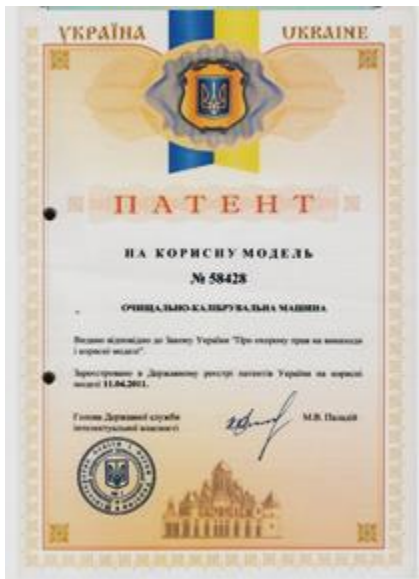 УКРАЇНА UKRAINE
ПАТЕНТ
НА КОРИСНУ МОДЕЛЬ
№ 58428
ОЧИЩАЛЬНО-КАЛІБРУВАЛЬНА МАШИНА
Видано відповідно до Закону України "Про охорону прав на винаходи
і корисні моделі".
Зареєстровано в Державному реєстрі патентів України на корисні
моделі 11.04.2011.
Голова Державної служби
інтелектуальної власності
М.В. Паладій